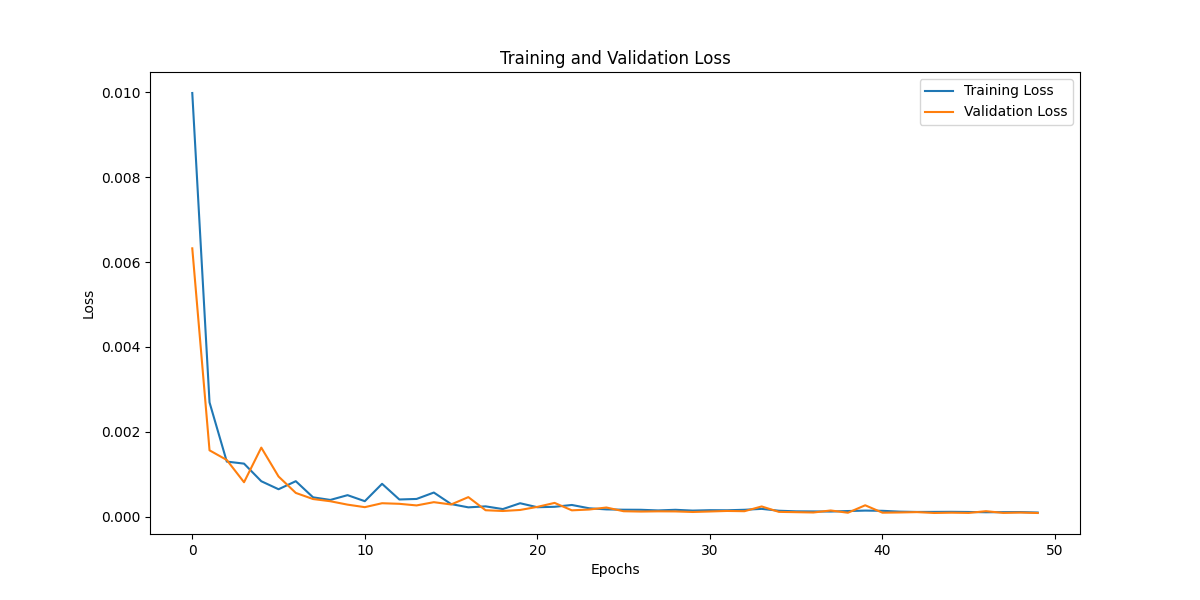 Training and Validation Loss
Training Loss
Validation Loss
0.010
0.008
0.006
0.004
0.002
0.000
Loss
0 10 20 30 40 50
Epochs